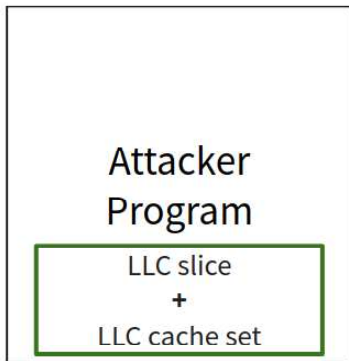 Attacker
Program
LLC slice
+
LLC cache set